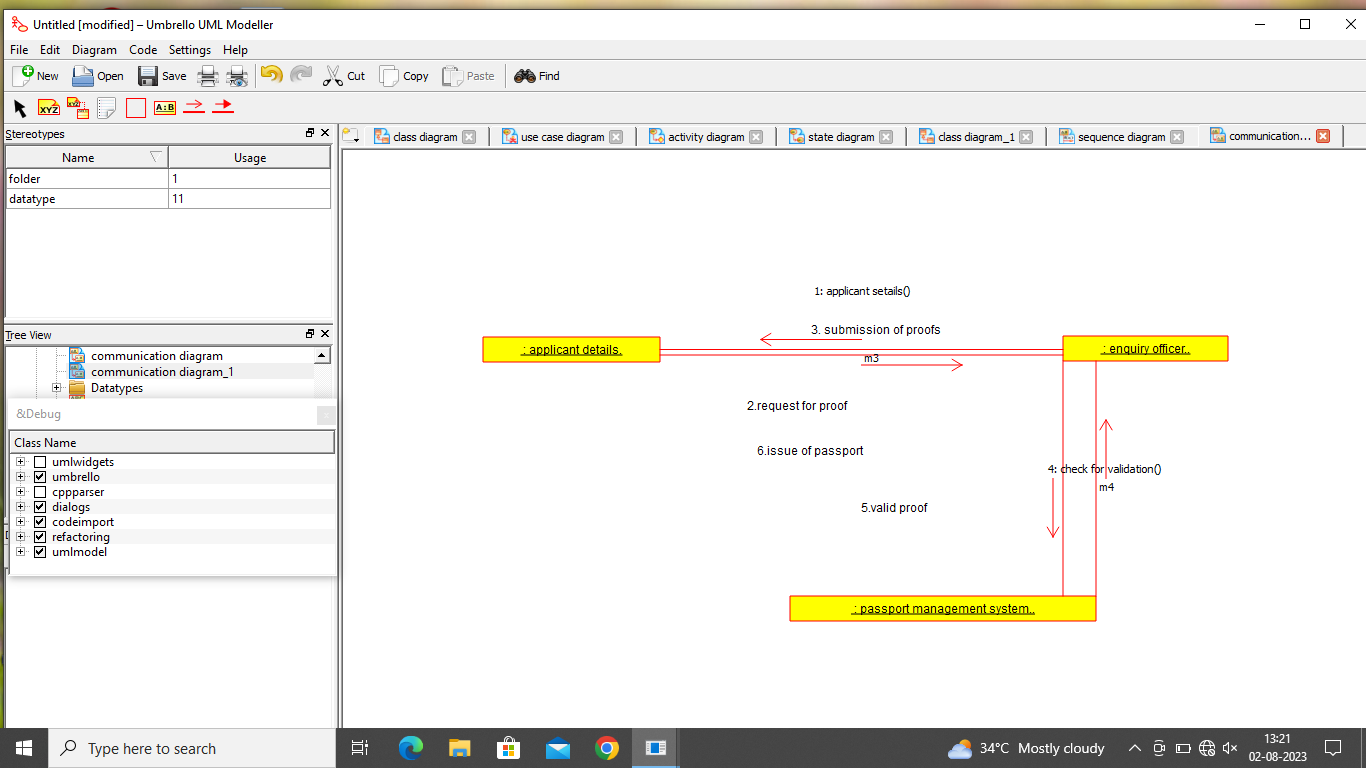 Untitled [modified] – Umbrello UML Modeller
File Edit Diagram Code Settings Help
New Open Save Cut Copy Paste Find
XYZ XYZ A:B
Stereotypes
class diagram use case diagram activity diagram state diagram class diagram_1 sequence diagram communication...
Name Usage
folder 1
datatype 11
1: applicant setails()
3. submission of proofs
: applicant details. : enquiry officer..
m3
Tree View
communication diagram
communication diagram_1
Datatypes
&Debug
2.request for proof
Class Name
6.issue of passport
umlwidgets
umbrello
cppparser
dialogs
codeimport
refactoring
umlmodel
4: check for validation()
m4
5.valid proof
: passport management system..
Type here to search
34°C Mostly cloudy
13:21
02-08-2023